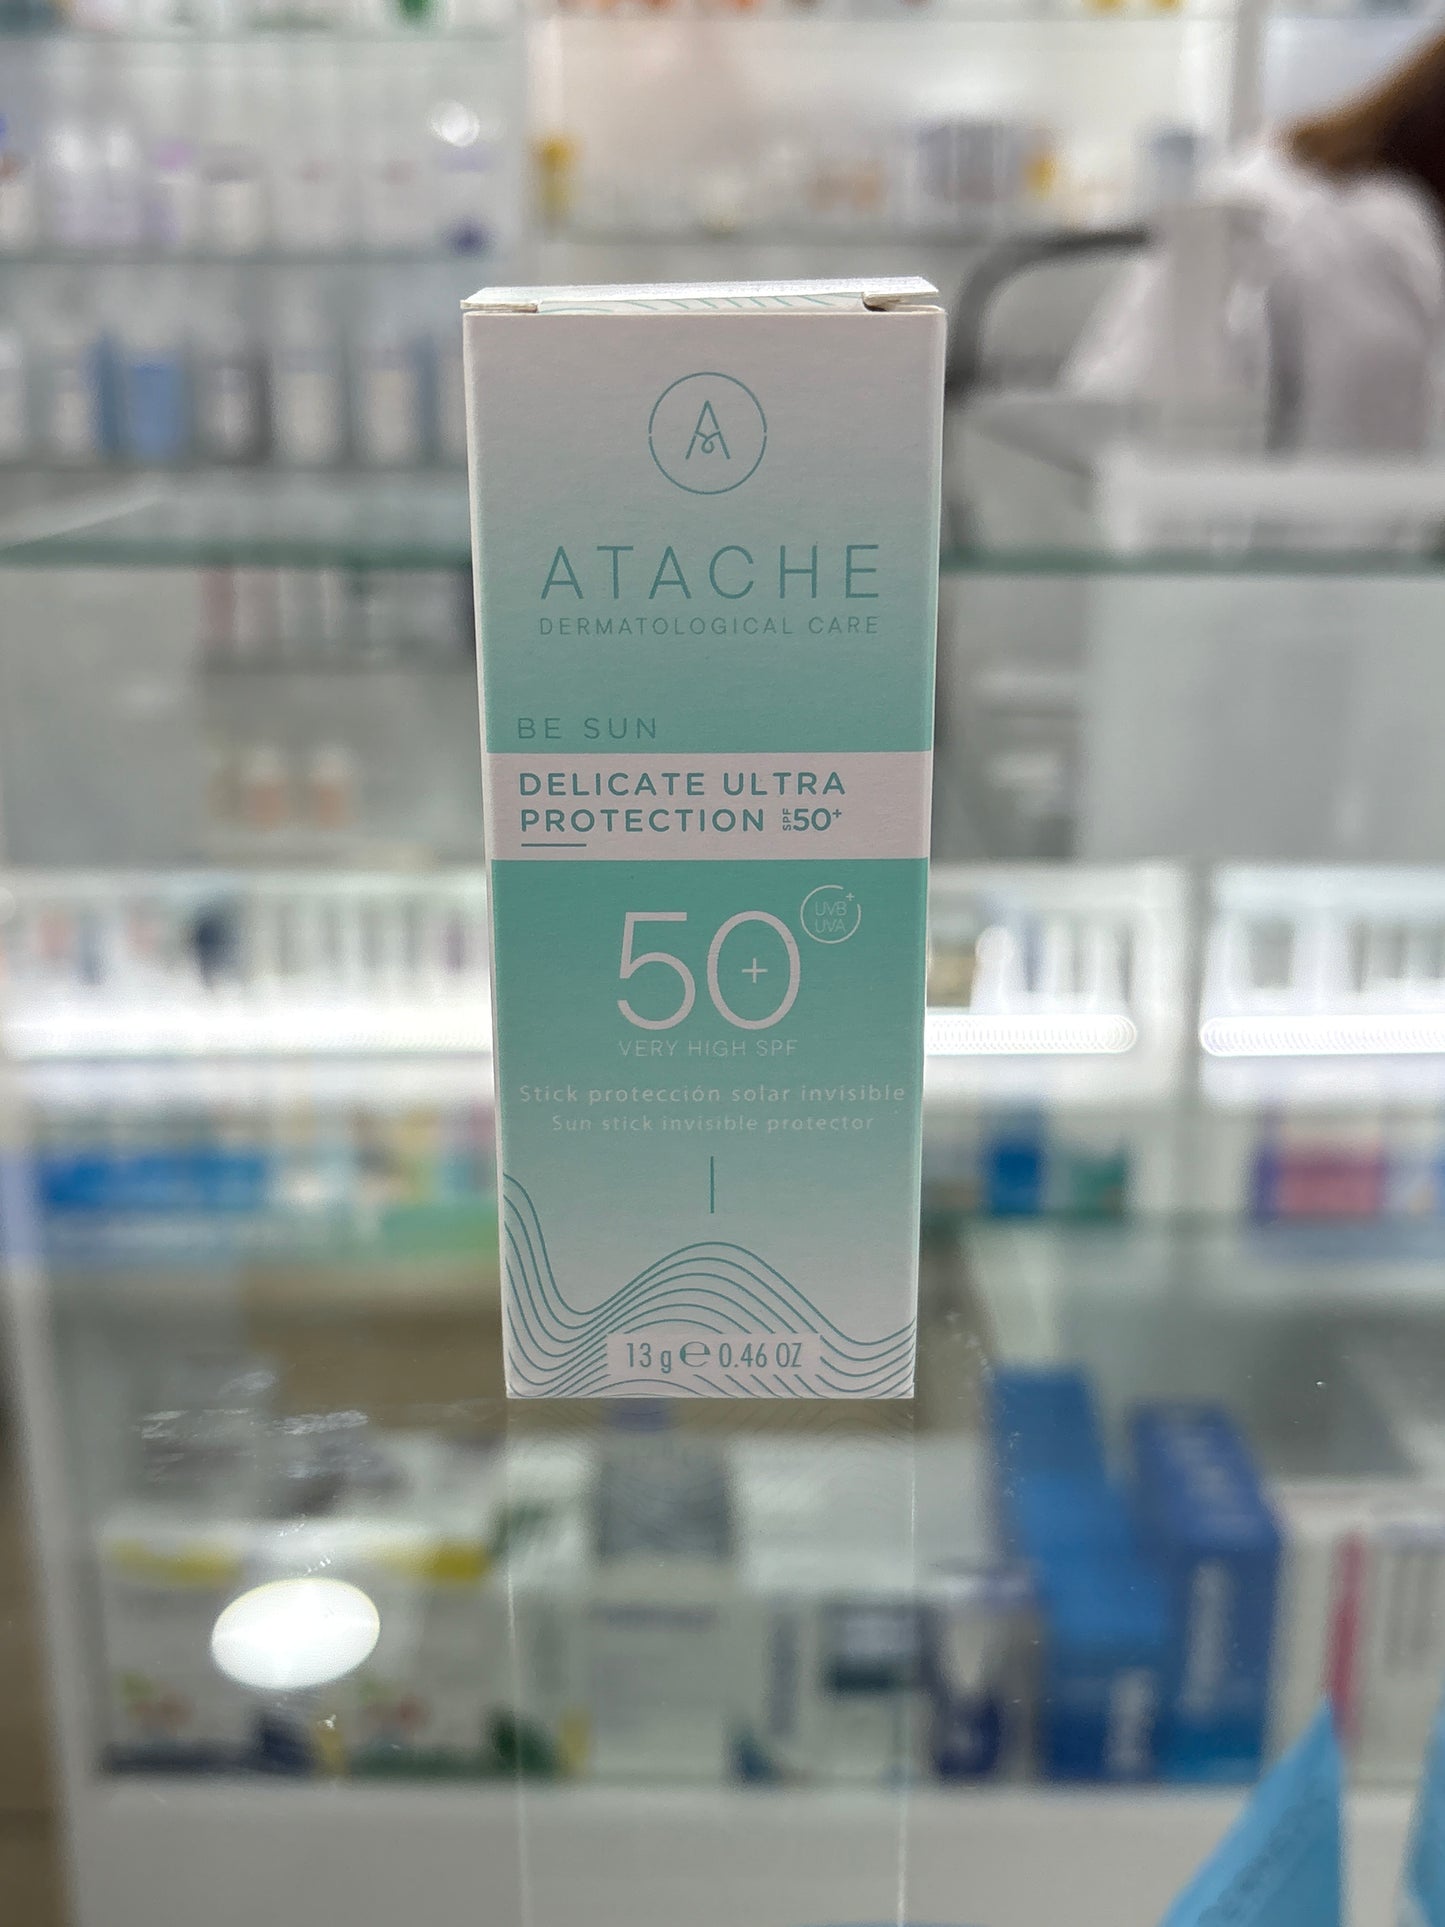 ATACHE
DERMATOLOGICAL CARE
BE SUN
DELICATE ULTRA
PROTECTION SPF 50+
50+
UVB+
UVA
VERY HIGH SPF
Stick protección solar invisible
Sun stick invisible protector
13 g ℮ 0.46 OZ